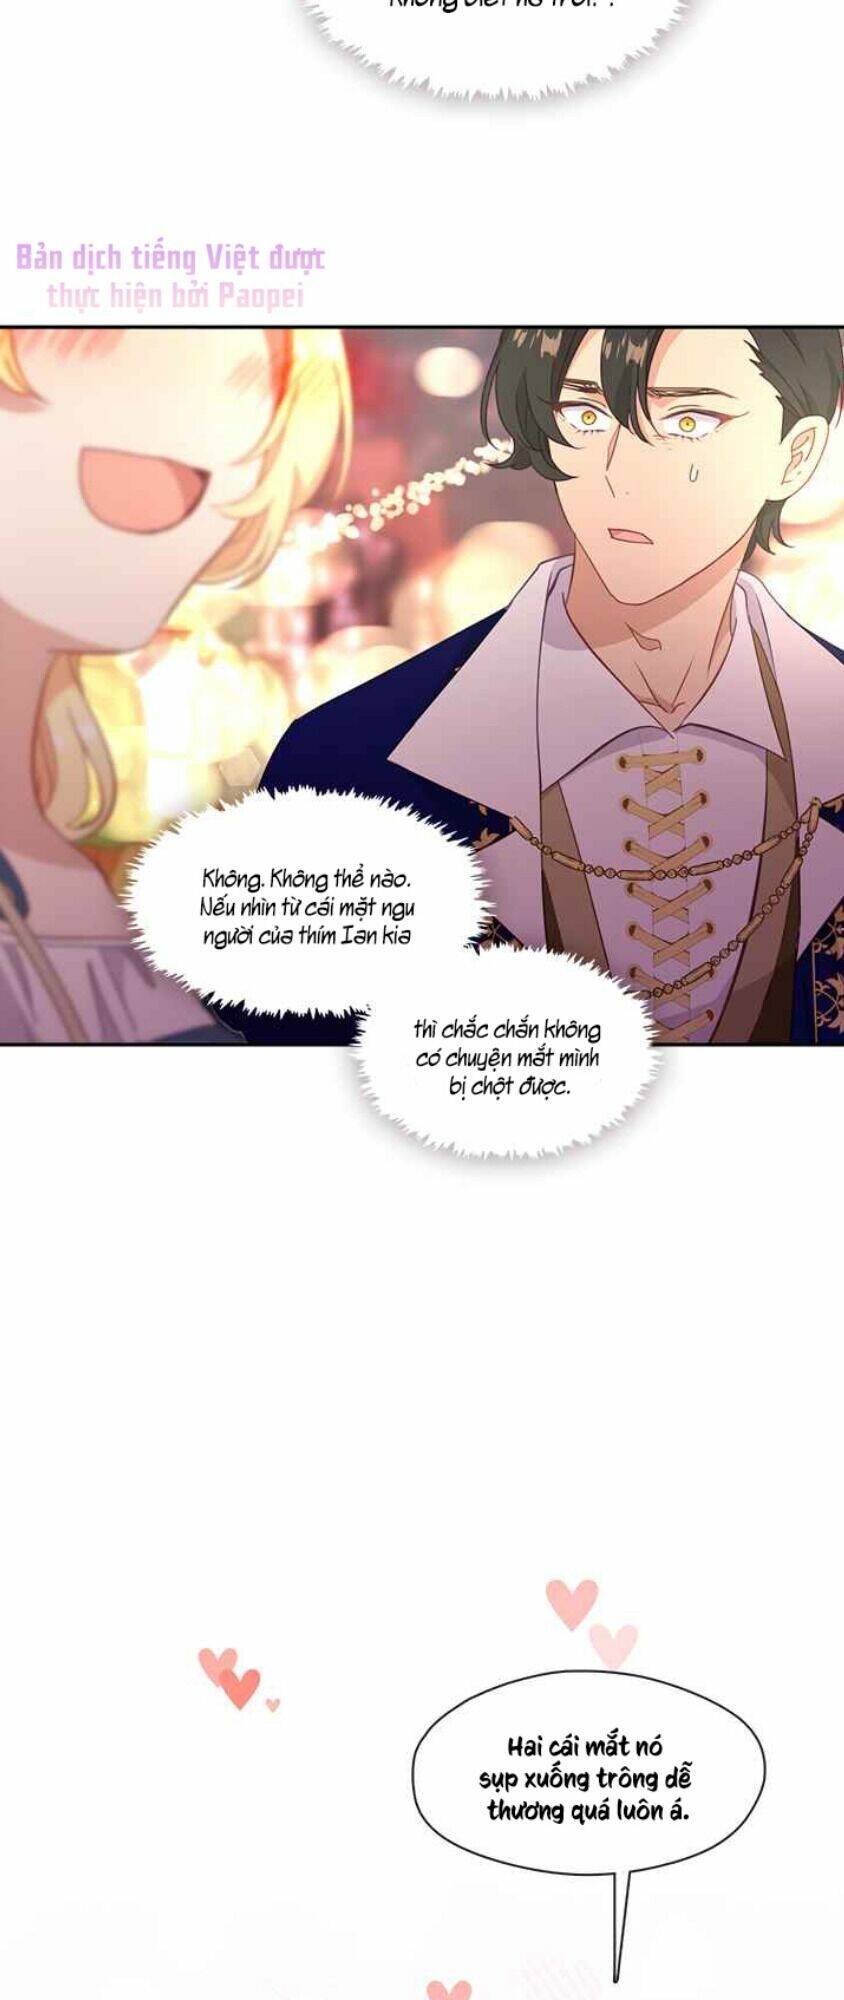 Bản dịch tiếng Việt được
thực hiện bởi Paopei
Không. Không thể nào.
Nếu nhìn từ cái mặt ngu
người của thím Ian kia
thì chắc chắn không
có chuyện mắt mình
bị chột được.
Hai cái mắt nó
sụp xuống trông dễ
thương quá luôn á.